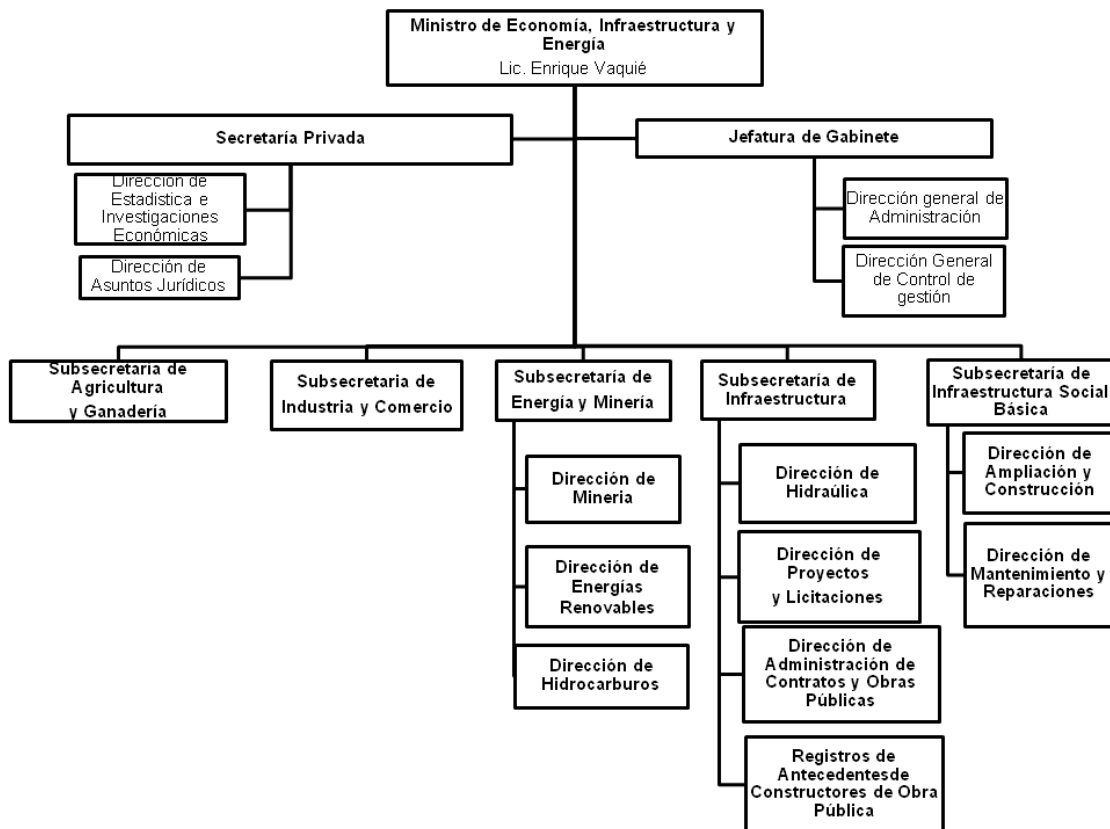 Ministro de Economía, Infraestructura y
Energía
Lic. Enrique Vaquié
Secretaría Privada
Jefatura de Gabinete
Dirección de
Estadistica e
Investigaciones
Económicas
Dirección de
Asuntos Jurídicos
Dirección general de
Administración
Dirección General
de Control de
gestión
Subsecretaría de
Agricultura
y Ganadería
Subsecretaria de
Industria y Comercio
Subsecretaría de
Energía y Minería
Subsecretaría de
Infraestructura
Subsecretaría de
Infraestructura Social
Básica
Dirección de
Mineria
Dirección de
Energías
Renovables
Dirección de
Hidrocarburos
Dirección de
Hidraúlica
Dirección de
Proyectos
y Licitaciones
Dirección de
Administración de
Contratos y Obras
Públicas
Registros de
Antecedentesde
Constructores de Obra
Pública
Dirección de
Ampliación y
Construcción
Dirección de
Mantenimiento y
Reparaciones